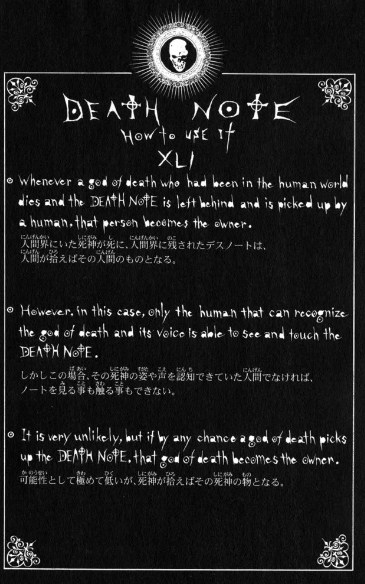 DEATH NOTE
How to use it
XLI
Whenever a god of death who had been in the human world
dies and the DEATH NOTE is left behind and is picked up by
a human, that person becomes the owner.
人間界にいた死神が死に、人間界に残されたデスノートは、
人間が拾えばその人間のものとなる。
However, in this case, only the human that can recognize
the god of death and its voice is able to see and touch the
DEATH NOTE.
しかしこの場合、その死神の姿や声を認知できていた人間でなければ、
ノートを見る事も触る事もできない。
It is very unlikely, but if by any chance a god of death picks
up the DEATH NOTE, that god of death becomes the owner.
可能性として極めて低いが、死神が拾えばその死神の物となる。